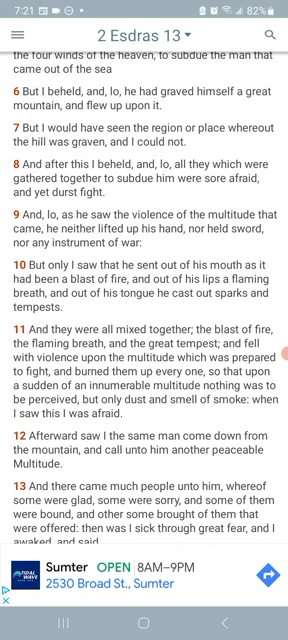 7:21
82%
2 Esdras 13
the four winds of the heaven, to subdue the man that
came out of the sea
6 But I beheld, and, lo, he had graved himself a great
mountain, and flew up upon it.
7 But I would have seen the region or place whereout
the hill was graven, and I could not.
8 And after this I beheld, and, lo, all they which were
gathered together to subdue him were sore afraid,
and yet durst fight.
9 And, lo, as he saw the violence of the multitude that
came, he neither lifted up his hand, nor held sword,
nor any instrument of war:
10 But only I saw that he sent out of his mouth as it
had been a blast of fire, and out of his lips a flaming
breath, and out of his tongue he cast out sparks and
tempests.
11 And they were all mixed together; the blast of fire,
the flaming breath, and the great tempest; and fell
with violence upon the multitude which was prepared
to fight, and burned them up every one, so that upon
a sudden of an innumerable multitude nothing was to
be perceived, but only dust and smell of smoke: when
I saw this I was afraid.
12 Afterward saw I the same man come down from
the mountain, and call unto him another peaceable
Multitude.
13 And there came much people unto him, whereof
some were glad, some were sorry, and some of them
were bound, and other some brought of them that
were offered: then was I sick through great fear, and I
awaked, and said,
TIDAL WAVE
Sumter OPEN 8AM–9PM
2530 Broad St., Sumter